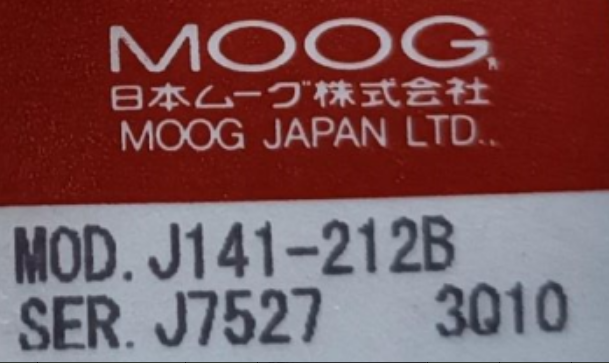 MOOG®
日本ムーグ株式会社
MOOG JAPAN LTD..
MOD. J141-212B
SER. J7527 3Q10